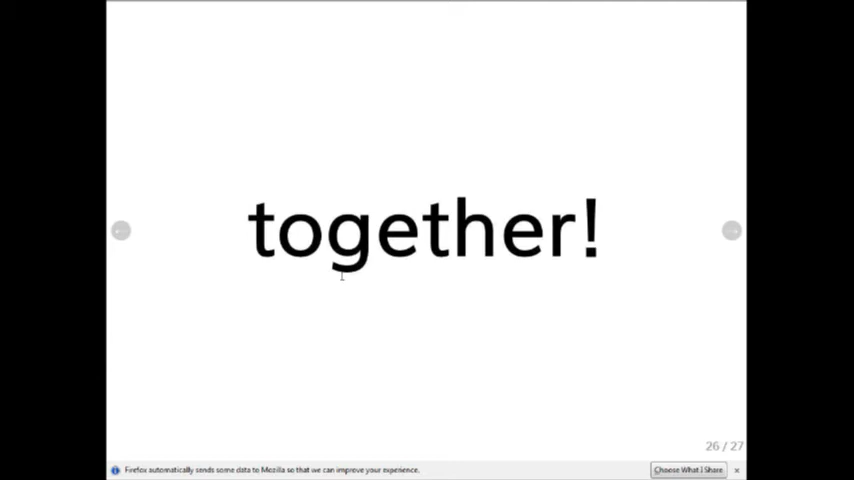 together!
26 / 27
Firefox automatically sends some data to Mozilla so that we can improve your experience.
Choose What I Share